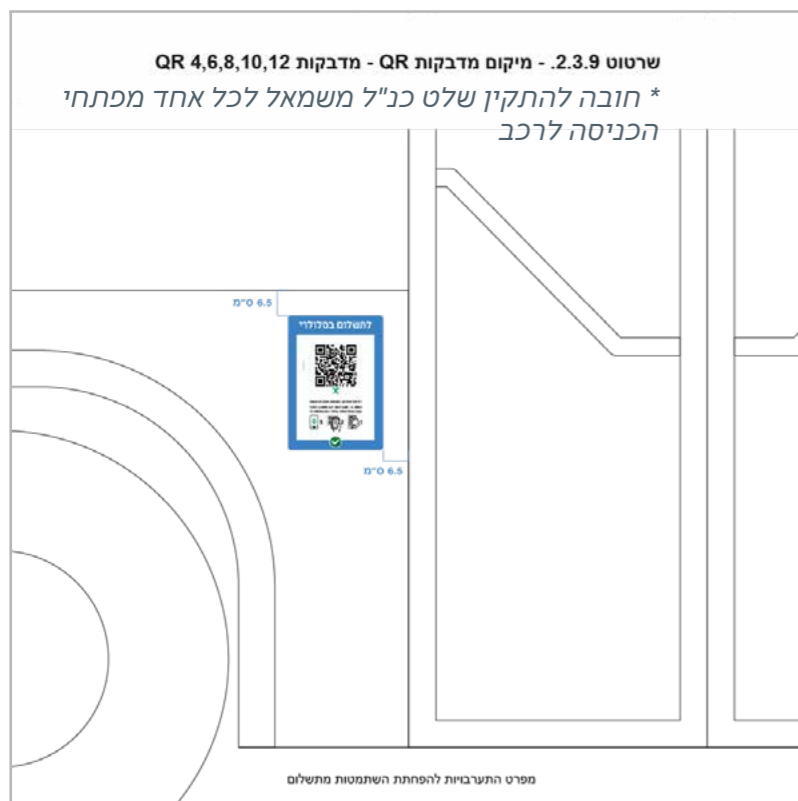 שרטוט 2.3.9. - מיקום מדבקות QR - מדבקות QR 4,6,8,10,12
* חובה להתקין שלט כנ"ל משמאל לכל אחד מפתחי
הכניסה לרכב
6.5 ס"מ
לתשלום בסלולרי
6.5 ס"מ
מפרט התערבויות להפחתת השתמטות מתשלום